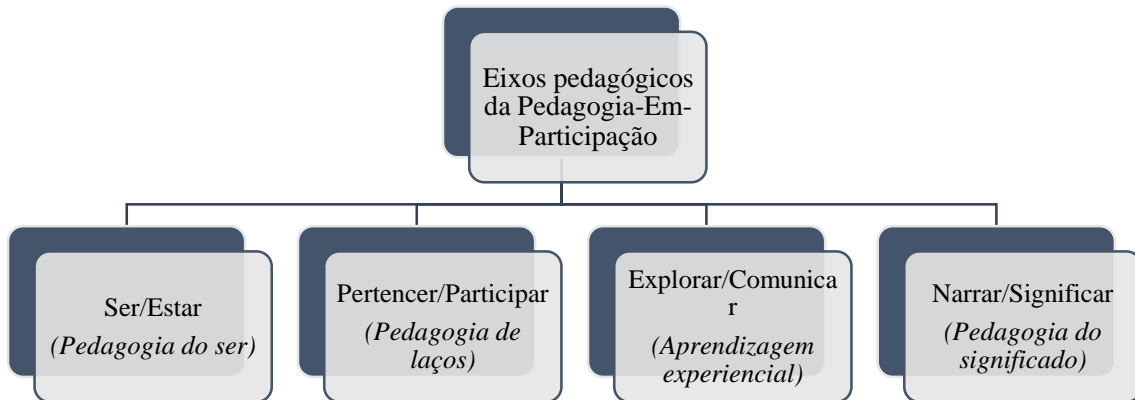 Eixos pedagógicos
da Pedagogia-Em-
Participação
Ser/Estar
(Pedagogia do ser)
Pertencer/Participar
(Pedagogia de
laços)
Explorar/Comunica
r
(Aprendizagem
experiencial)
Narrar/Significar
(Pedagogia do
significado)